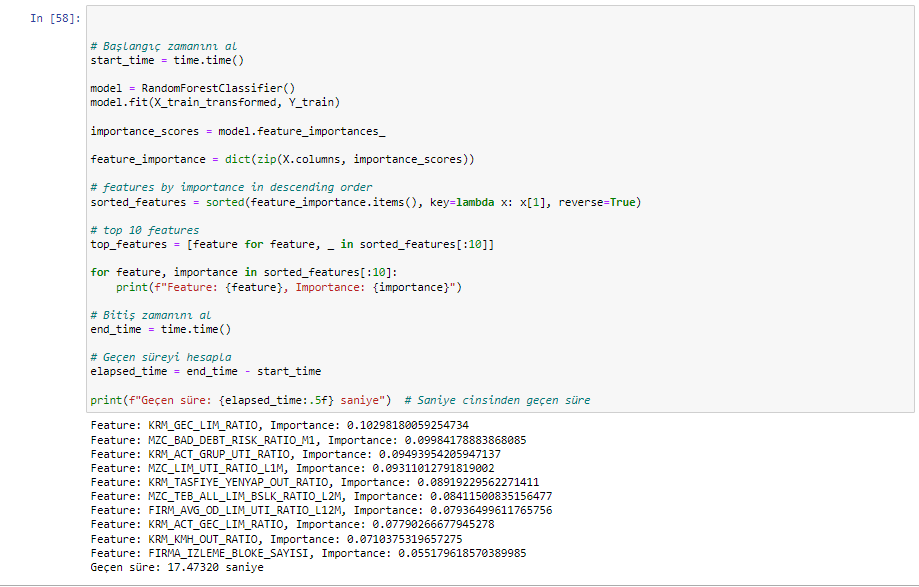 In [58]:
# Başlangıç zamanını al
start_time = time.time()
model = RandomForestClassifier()
model.fit(X_train_transformed, Y_train)
importance_scores = model.feature_importances_
feature_importance = dict(zip(X.columns, importance_scores))
# features by importance in descending order
sorted_features = sorted(feature_importance.items(), key=lambda x: x[1], reverse=True)
# top 10 features
top_features = [feature for feature, _ in sorted_features[:10]]
for feature, importance in sorted_features[:10]:
    print(f"Feature: {feature}, Importance: {importance}")
# Bitiş zamanını al
end_time = time.time()
# Geçen süreyi hesapla
elapsed_time = end_time - start_time
print(f"Geçen süre: {elapsed_time:.5f} saniye")  # Saniye cinsinden geçen süre
Feature: KRM_GEC_LIM_RATIO, Importance: 0.10298180059254734
Feature: MZC_BAD_DEBT_RISK_RATIO_M1, Importance: 0.09984178883868085
Feature: KRM_ACT_GRUP_UTI_RATIO, Importance: 0.09493954205947137
Feature: MZC_LIM_UTI_RATIO_L1M, Importance: 0.09311012791819002
Feature: KRM_TASFIYE_YENYAP_OUT_RATIO, Importance: 0.08919229562271411
Feature: MZC_TEB_ALL_LIM_BSLK_RATIO_L2M, Importance: 0.08411500835156477
Feature: FIRM_AVG_OD_LIM_UTI_RATIO_L12M, Importance: 0.07936499611765756
Feature: KRM_ACT_GEC_LIM_RATIO, Importance: 0.07790266677945278
Feature: KRM_KMH_OUT_RATIO, Importance: 0.0710375319657275
Feature: FIRMA_IZLEME_BLOKE_SAYISI, Importance: 0.055179618570389985
Geçen süre: 17.47320 saniye